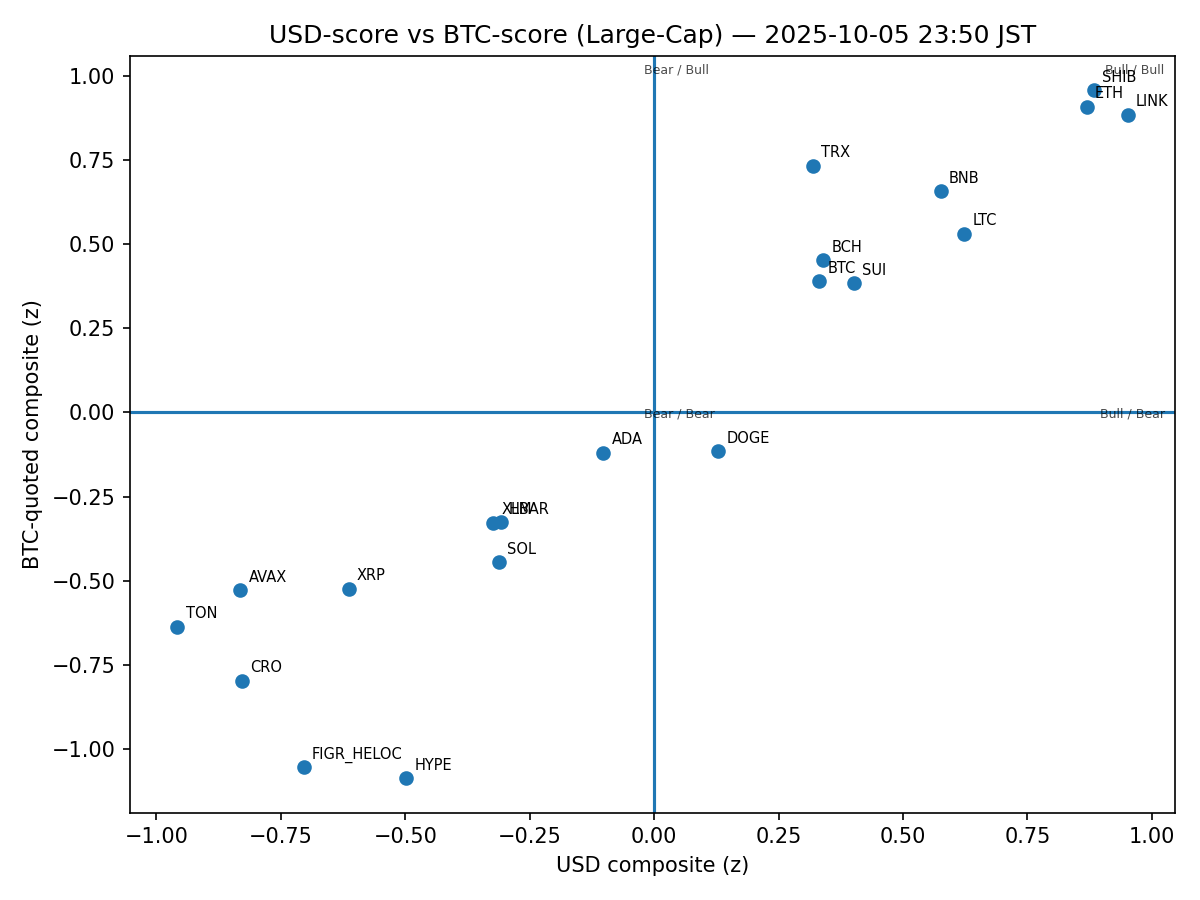 USD-score vs BTC-score (Large-Cap) — 2025-10-05 23:50 JST
BTC-quoted composite (z)
1.00
0.75
0.50
0.25
0.00
−0.25
−0.50
−0.75
−1.00
Bear / Bull
Bull / Bull
SHIB
ETH
LINK
TRX
BNB
LTC
BCH
BTC
SUI
Bear / Bear
Bull / Bear
ADA
DOGE
XLM
HBAR
SOL
AVAX
XRP
TON
CRO
FIGR_HELOC
HYPE
−1.00
−0.75
−0.50
−0.25
0.00
0.25
0.50
0.75
1.00
USD composite (z)